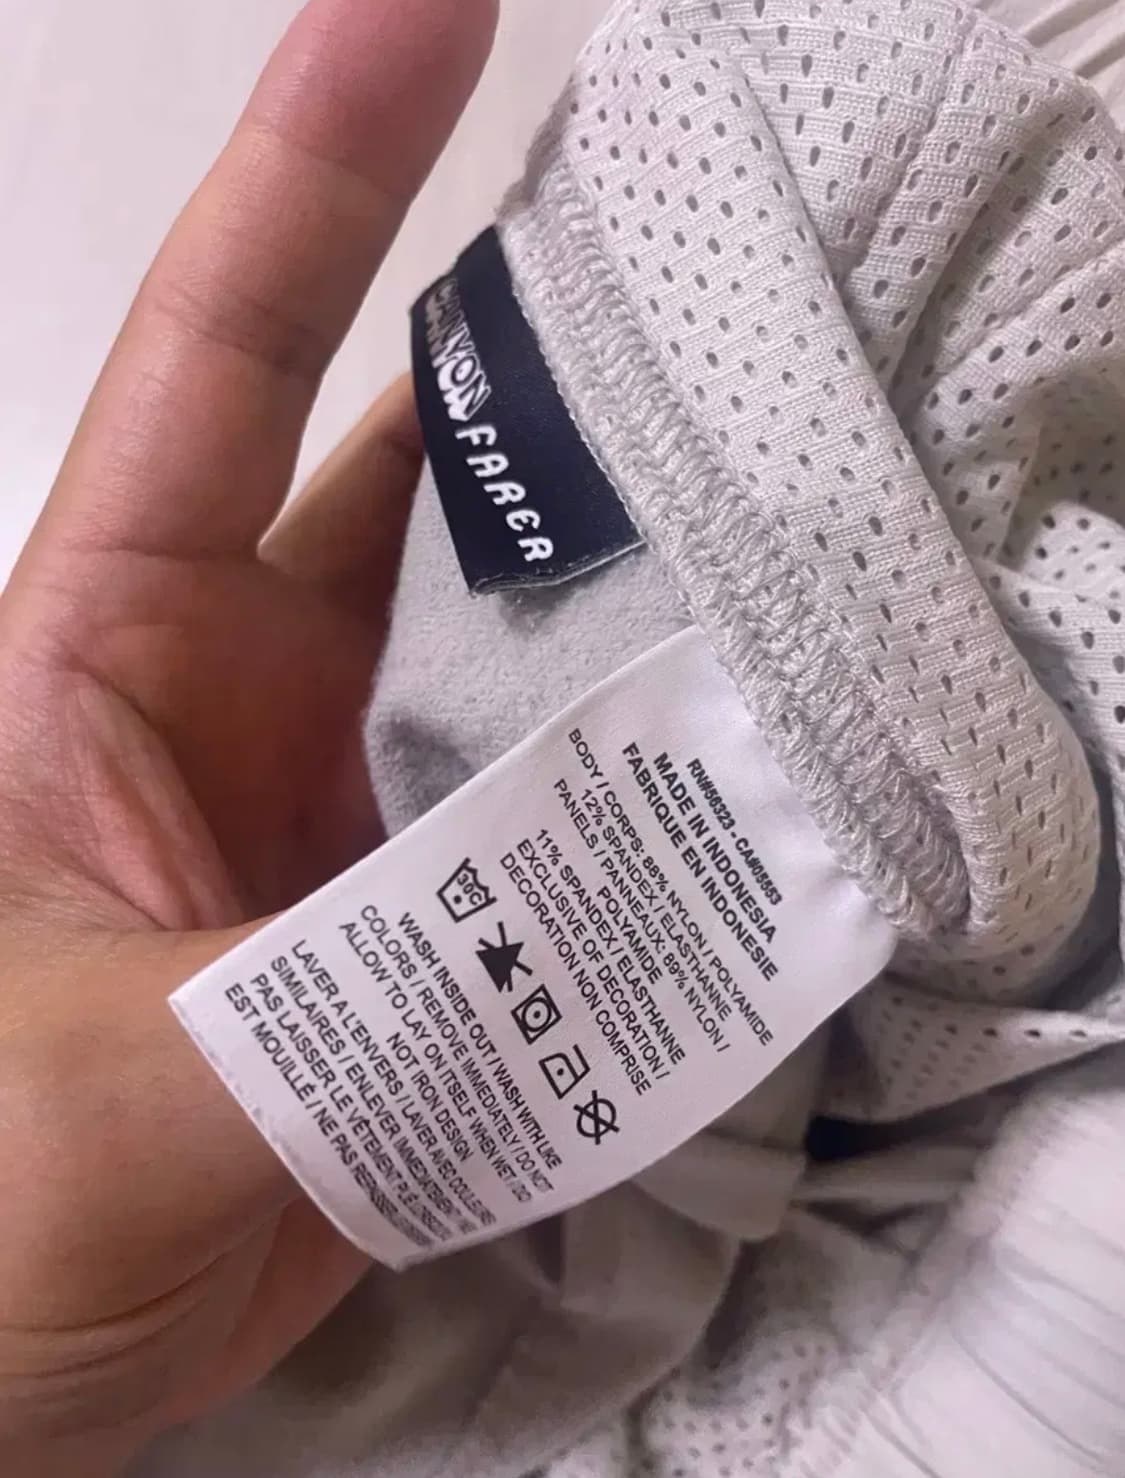 CANYON
FARER
RN#56323 - CA#05553
MADE IN INDONESIA
FABRIQUE EN INDONESIE
BODY / CORPS: 88% NYLON / POLYAMIDE
12% SPANDEX / ELASTHANNE
PANELS / PANNEAUX: 89% NYLON /
POLYAMIDE
11% SPANDEX / ELASTHANNE
EXCLUSIVE OF DECORATION /
DECORATION NON COMPRISE
WASH INSIDE OUT / WASH WITH LIKE
COLORS / REMOVE IMMEDIATELY / DO NOT
ALLOW TO LAY ON ITSELF WHEN WET / DO
NOT IRON DESIGN
LAVER A L'ENVERS / LAVER AVEC COULEURS
SIMILAIRES / ENLEVER IMMEDIATEMENT / NE
PAS LAISSER LE VÊTEMENT PLIÉ
EST MOUILLÉ / NE PAS REPASSER